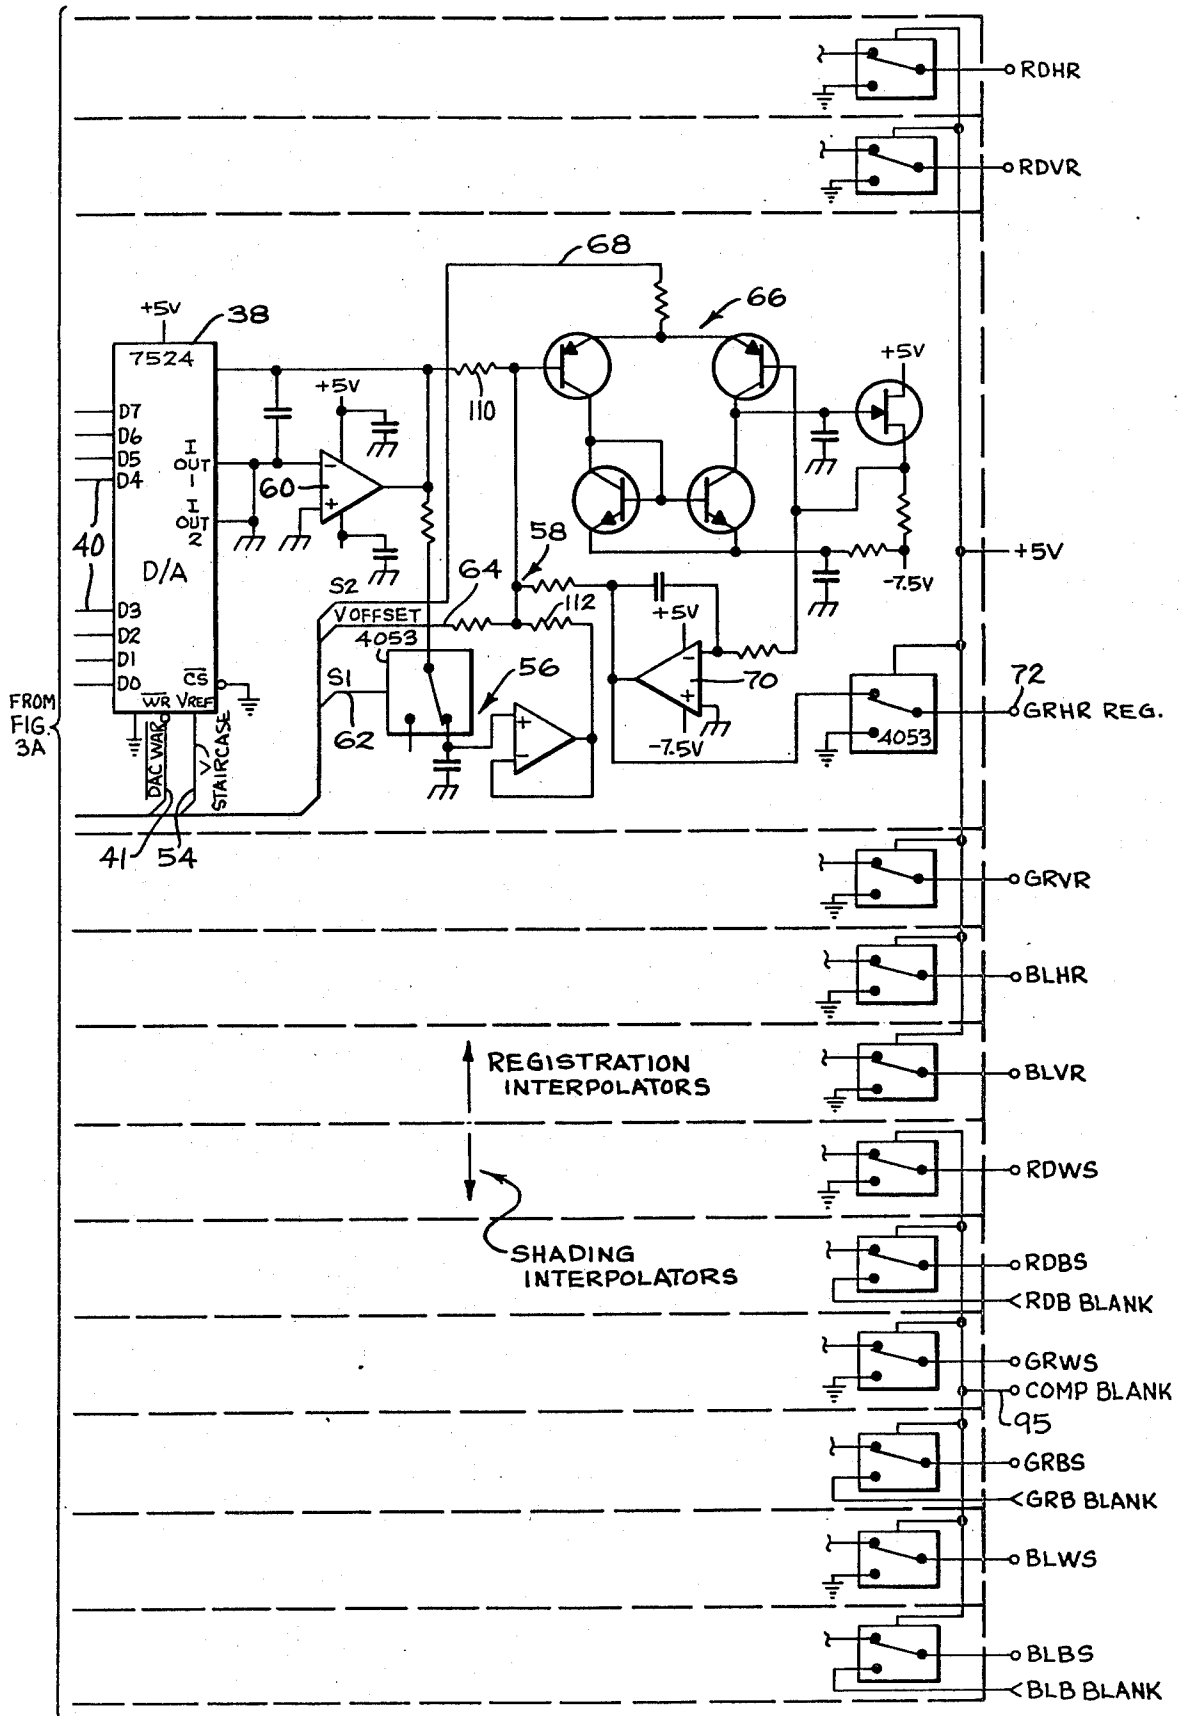 RDHR
RDVR
68
66
+5V
38
7524
+5V
+5V
110
D7
D6
D5
D4
I
OUT
1
60
I
OUT
2
40
D/A
58
+5V
S2
64
112
-7.5V
V OFFSET
4053
+5V
D3
D2
D1
D0
CS
WR VREF
S1
56
70
72
GRHR REG.
4053
FROM
FIG.
3A
62
-7.5V
DAC WAR
V
STAIRCASE
41
54
GRVR
BLHR
REGISTRATION
INTERPOLATORS
BLVR
RDWS
SHADING
INTERPOLATORS
RDBS
RDB BLANK
GRWS
COMP BLANK
95
GRBS
GRB BLANK
BLWS
BLBS
BLB BLANK